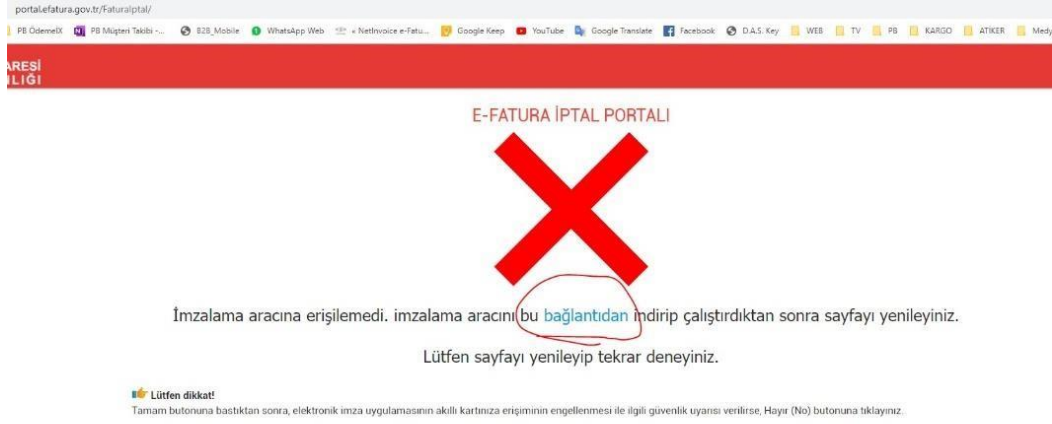 portal.efatura.gov.tr/FaturaIptal/
PB ÖdemelX PB Müşteri Takibi -... B2B_Mobile WhatsApp Web « NetInvoice e-Fatu... Google Keep YouTube Google Translate Facebook D.A.S. Key WEB TV PB KARGO ATIKER Medy
ARESİ
NLIĞI
E-FATURA İPTAL PORTALI
İmzalama aracına erişilemedi. imzalama aracını bu bağlantıdan indirip çalıştırdıktan sonra sayfayı yenileyiniz.
Lütfen sayfayı yenileyip tekrar deneyiniz.
Lütfen dikkat!
Tamam butonuna bastıktan sonra, elektronik imza uygulamasının akıllı kartınıza erişiminin engellenmesi ile ilgili güvenlik uyarısı verilirse, Hayır (No) butonuna tıklayınız.